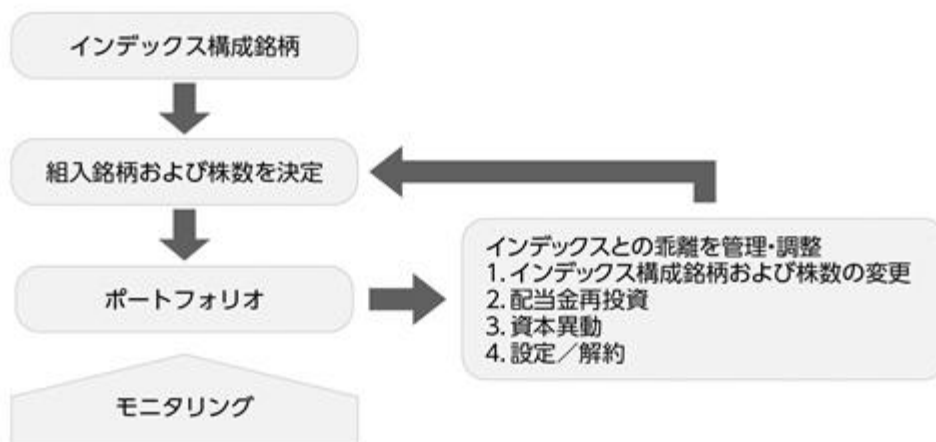 インデックス構成銘柄
組入銘柄および株数を決定
ポートフォリオ
モニタリング
インデックスとの乖離を管理・調整
1. インデックス構成銘柄および株数の変更
2. 配当金再投資
3. 資本異動
4. 設定／解約